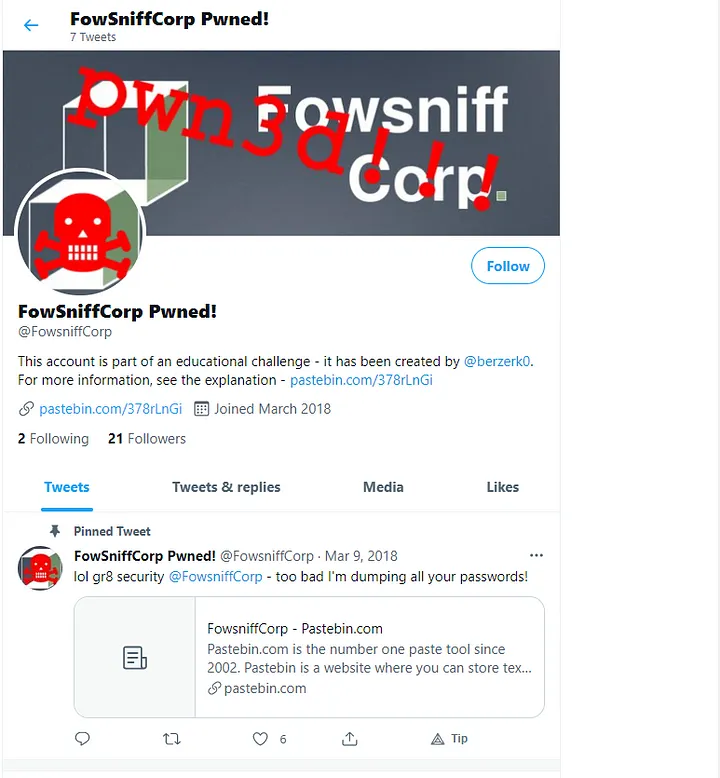 FowSniffCorp Pwned!
7 Tweets
Fowsniff
Corp.
pwn3d!!!
Follow
FowSniffCorp Pwned!
@FowsniffCorp
This account is part of an educational challenge - it has been created by @berzerk0.
For more information, see the explanation - pastebin.com/378rLnGi
pastebin.com/378rLnGi Joined March 2018
2 Following 21 Followers
Tweets Tweets & replies Media Likes
Pinned Tweet
FowSniffCorp Pwned! @FowsniffCorp · Mar 9, 2018
lol gr8 security @FowsniffCorp - too bad I'm dumping all your passwords!
FowsniffCorp - Pastebin.com
Pastebin.com is the number one paste tool since
2002. Pastebin is a website where you can store tex...
pastebin.com
6 Tip